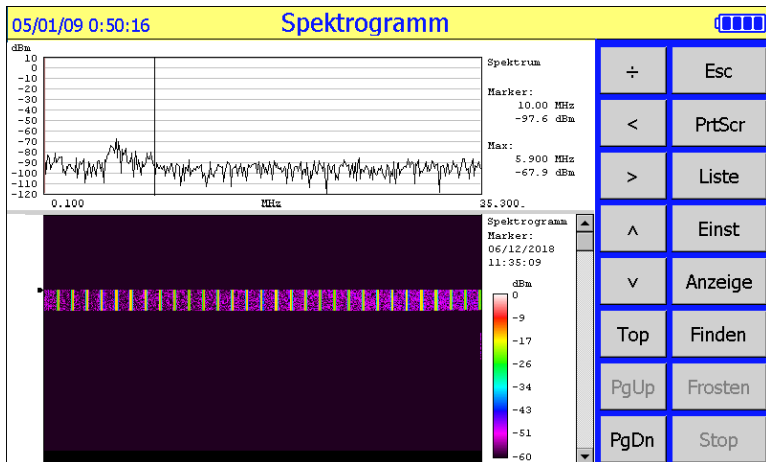 05/01/09 0:50:16
Spektrogramm
dBm
10
0
-10
-20
-30
-40
-50
-60
-70
-80
-90
-100
-110
-120
0.100
MHz
35.300
Spektrum
Marker:
10.00 MHz
-97.6 dBm
Max:
5.900 MHz
-67.9 dBm
Spektrogramm
Marker:
06/12/2018
11:35:09
dBm
0
-9
-17
-26
-34
-43
-51
-60
÷
Esc
<
PrtScr
>
Liste
∧
Einst
∨
Anzeige
Top
Finden
PgUp
Frosten
PgDn
Stop